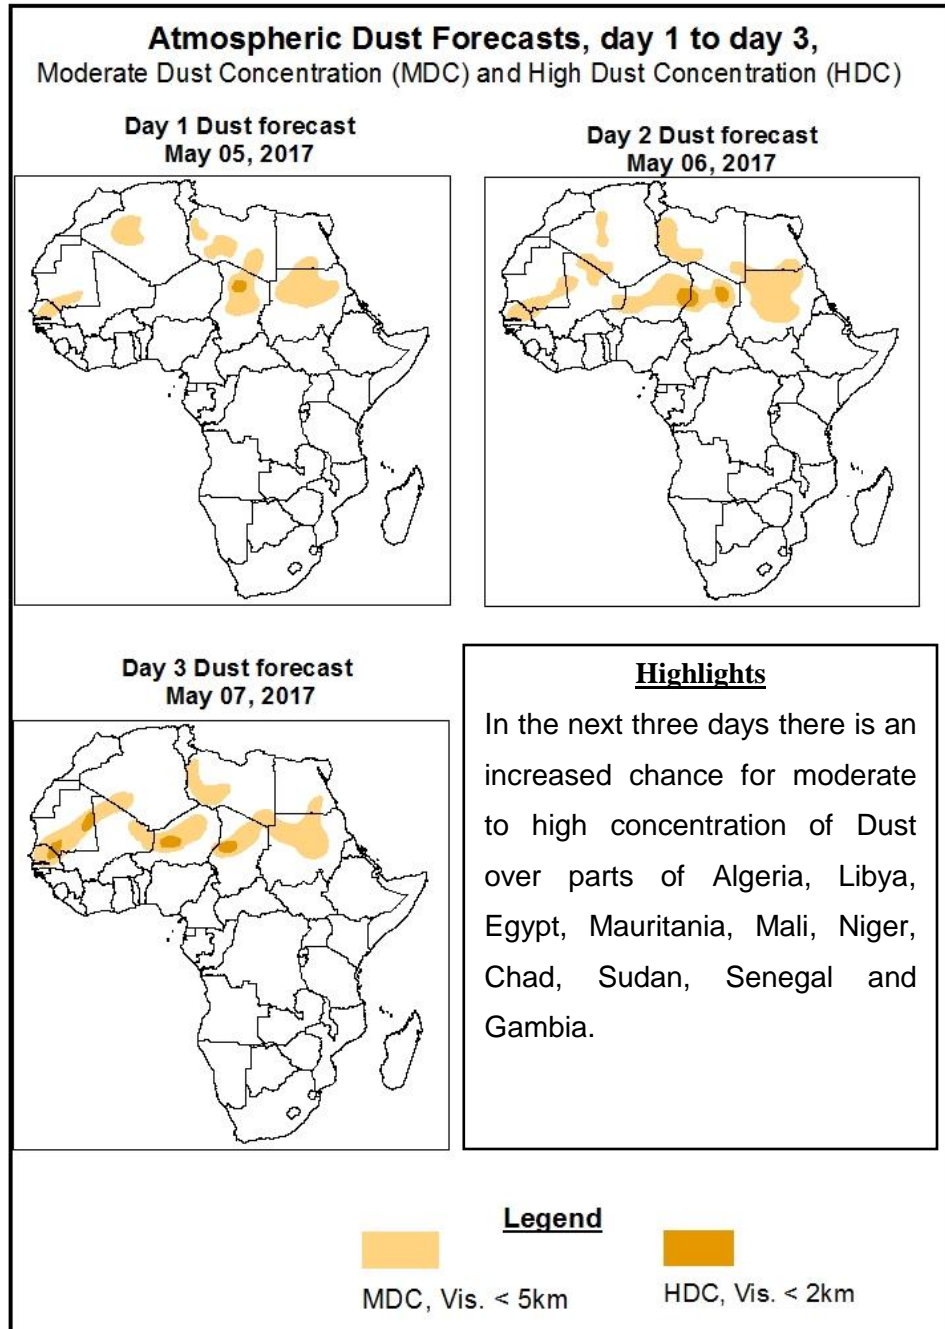 Atmospheric Dust Forecasts, day 1 to day 3,
Moderate Dust Concentration (MDC) and High Dust Concentration (HDC)
Day 1 Dust forecast
May 05, 2017
Day 2 Dust forecast
May 06, 2017
Day 3 Dust forecast
May 07, 2017
Highlights
In the next three days there is an
increased chance for moderate
to high concentration of Dust
over parts of Algeria, Libya,
Egypt, Mauritania, Mali, Niger,
Chad, Sudan, Senegal and
Gambia.
Legend
MDC, Vis. < 5km
HDC, Vis. < 2km